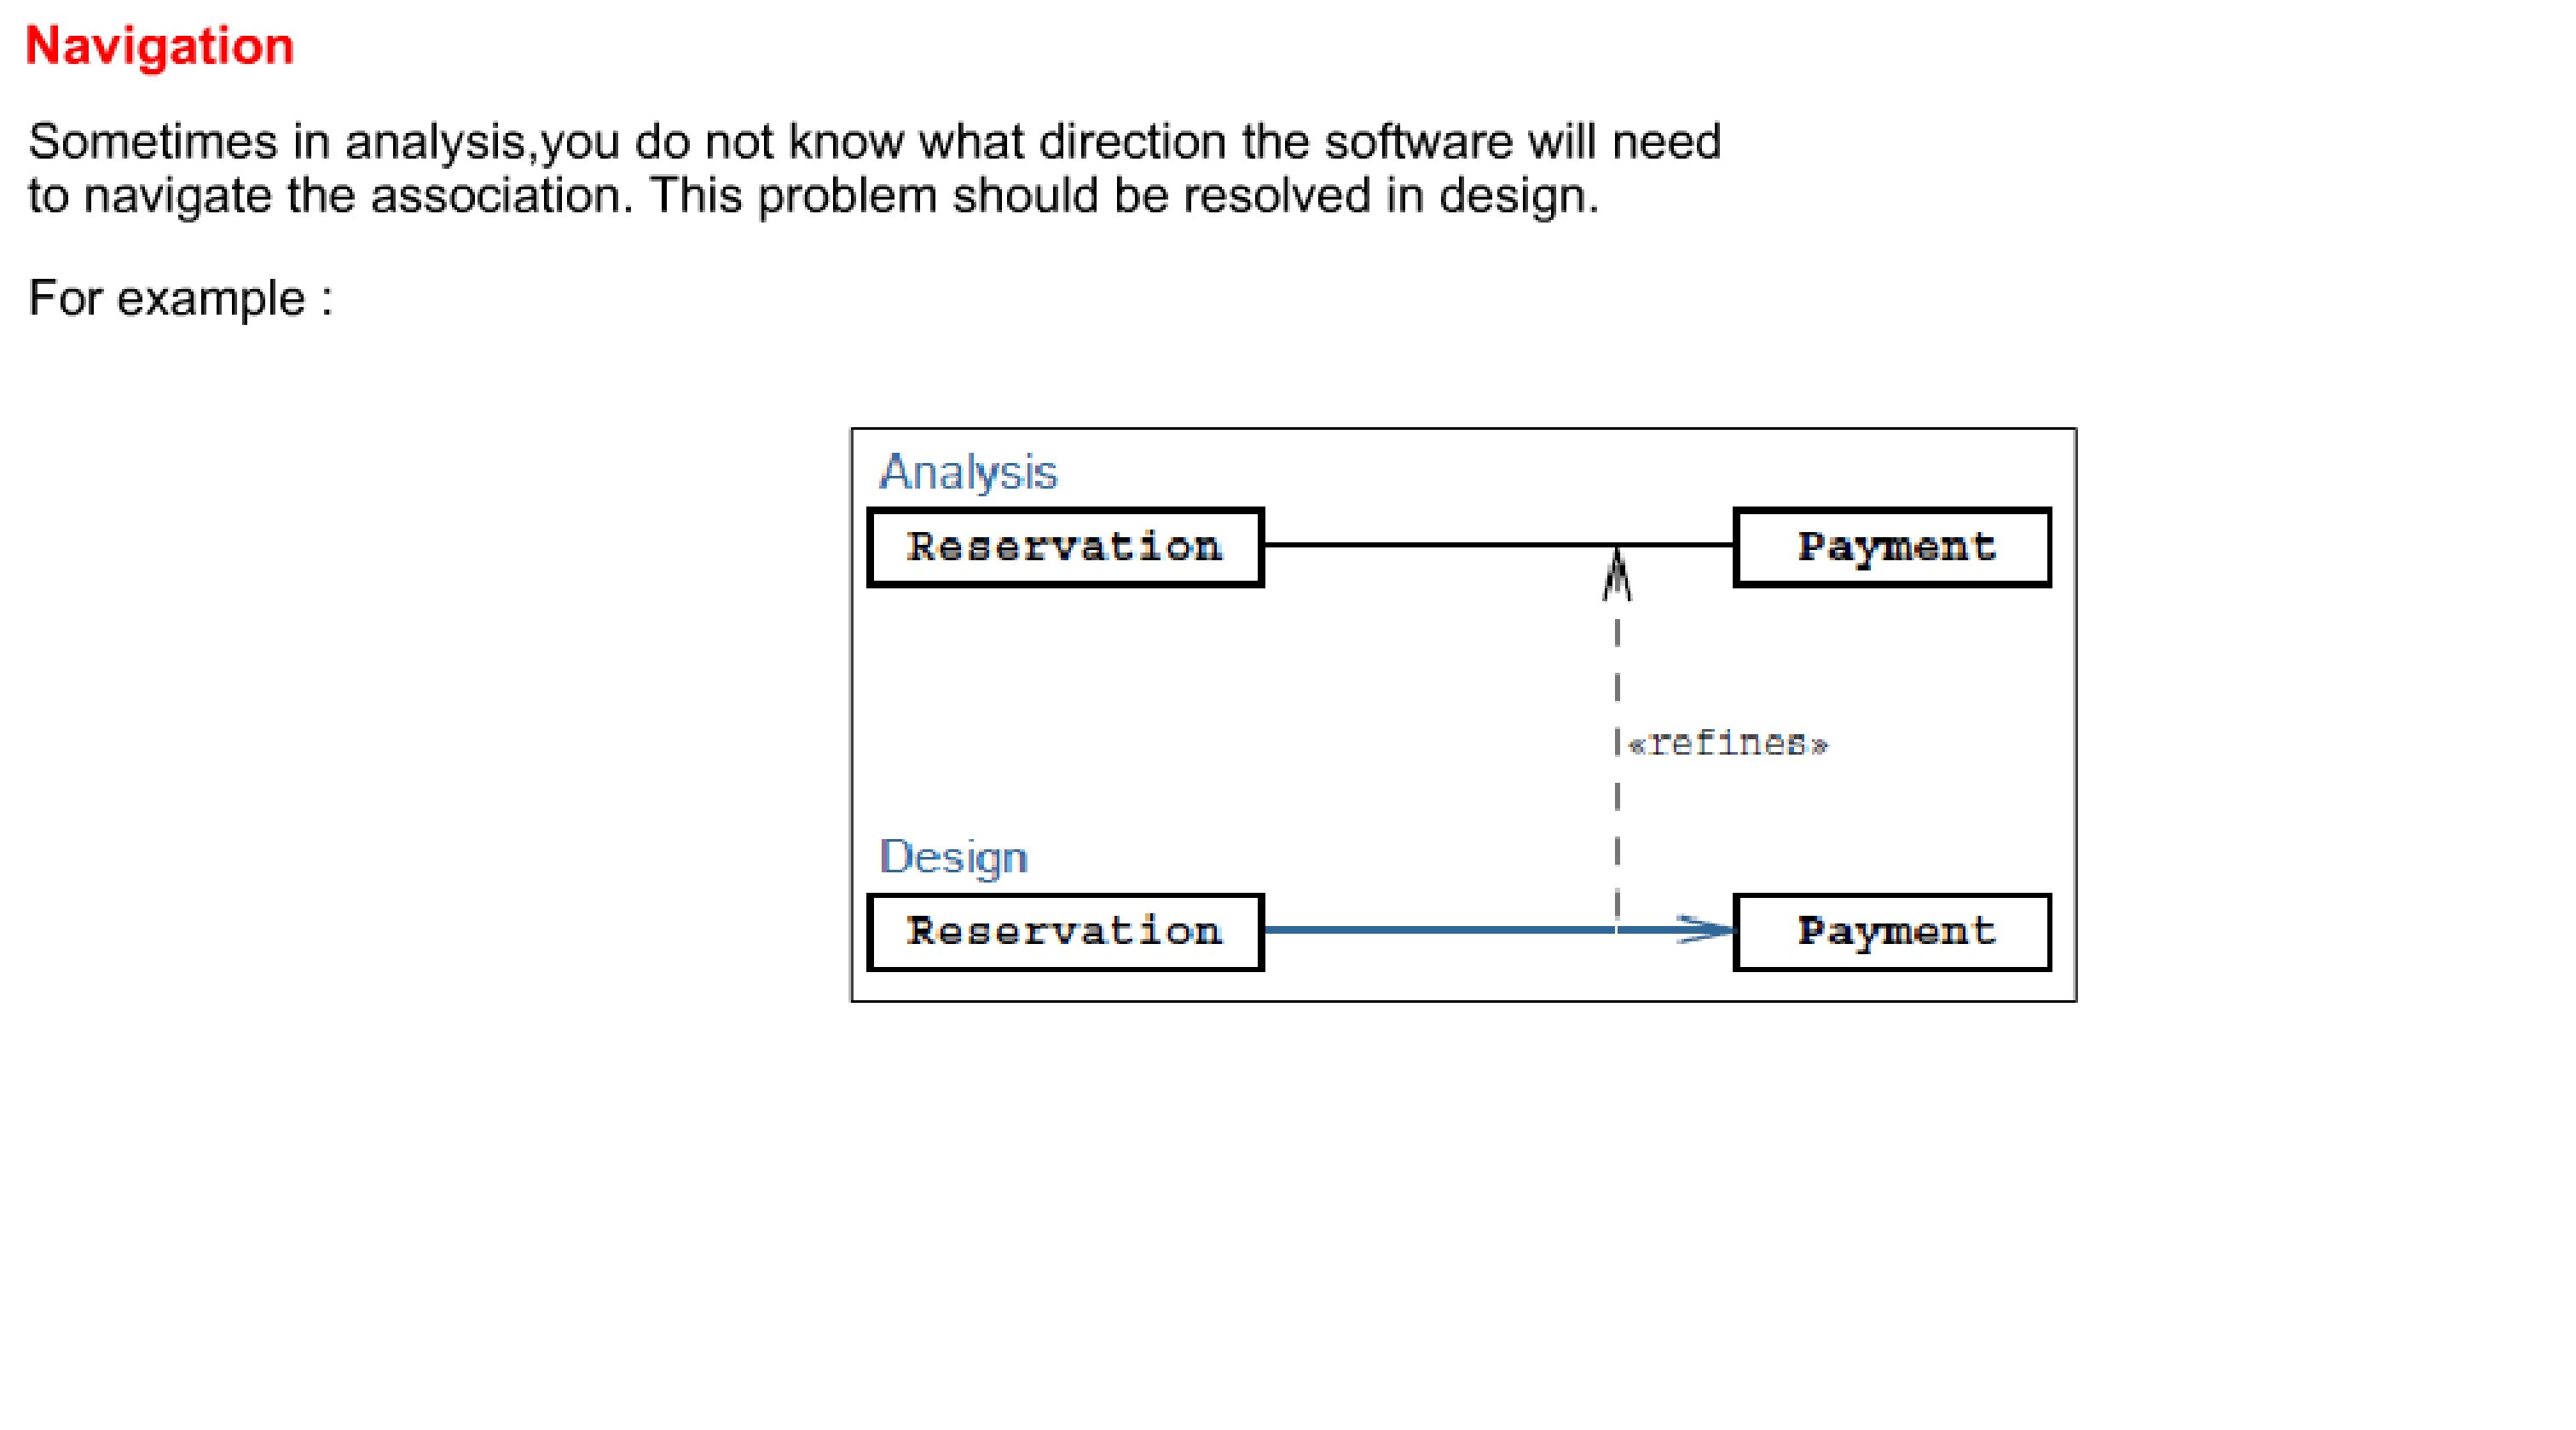 Navigation
Sometimes in analysis,you do not know what direction the software will need
to navigate the association. This problem should be resolved in design.
For example :
Analysis
Reservation
Payment
«refines»
Design
Reservation
Payment